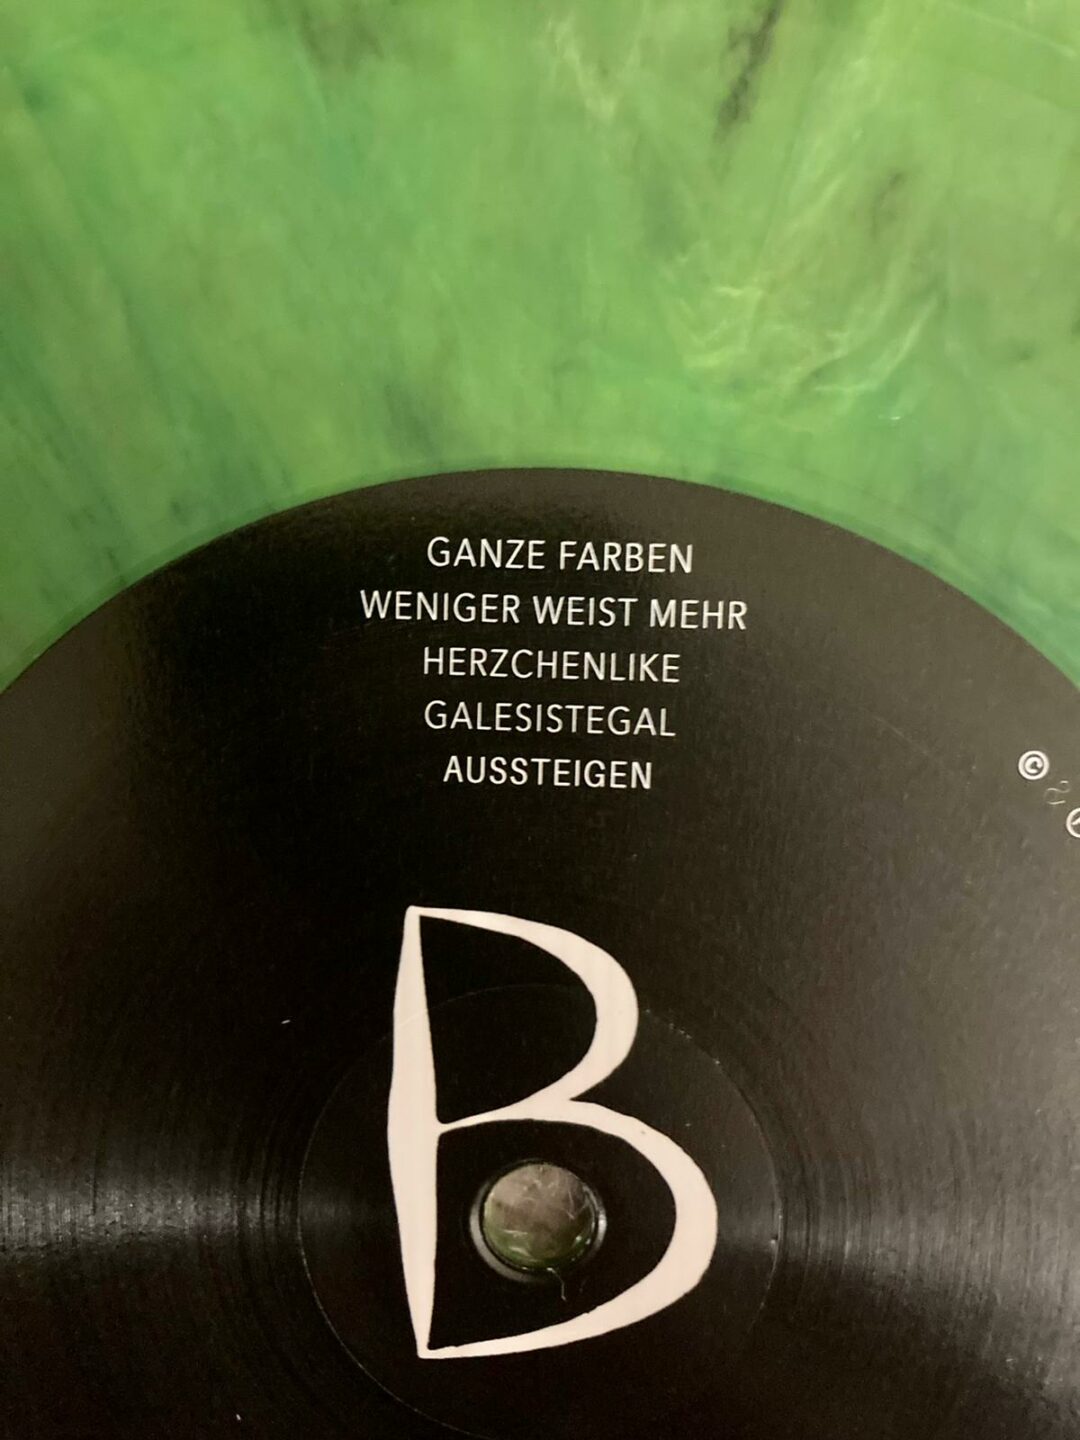 GANZE FARBEN
WENIGER WEIST MEHR
HERZCHENLIKE
GALESISTEGAL
AUSSTEIGEN
©
B